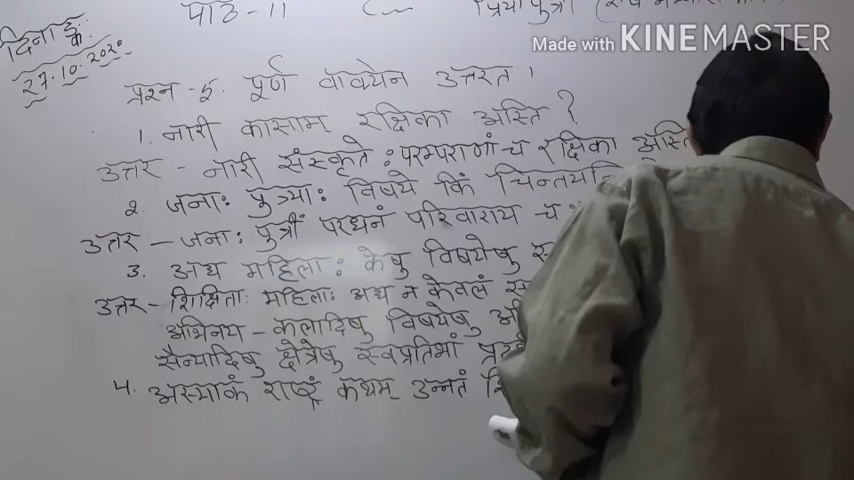 पाठ-11
दिनाङ्कः
27.10.2020
Made with KINEMASTER
प्रश्न -5. पूर्ण वाक्येन उत्तरत।
1. नारी कासाम् रक्षिका अस्ति ?
उत्तर - नारी संस्कृतेः परम्पराणां च रक्षिका अस्ति
2. जनाः पुत्र्याः विषये किं
उत्तर - जनाः पुत्रीं परधनं परिवाराय च
3. अद्य महिलाः केषु विषयेषु
उत्तर - शिक्षिताः महिलाः अद्य न केवलं
अभिनय - कलादिषु विषयेषु
सैन्यादिषु क्षेत्रेषु स्वप्रतिभां
4. अस्माकं राष्ट्रं कथम् उन्नतं